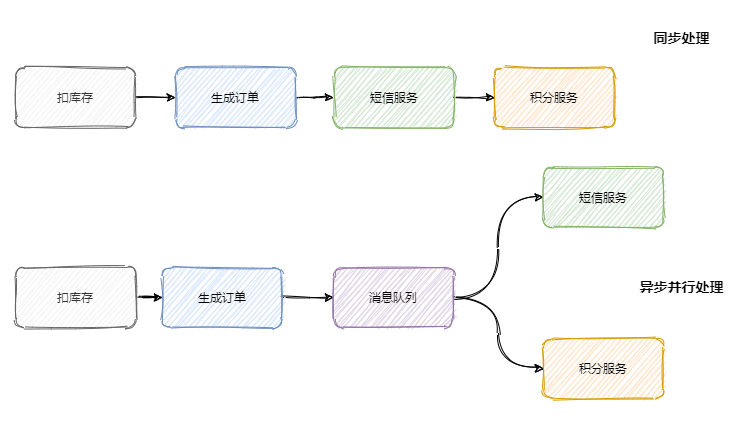 同步处理
扣库存
生成订单
短信服务
积分服务
短信服务
扣库存
生成订单
消息队列
异步并行处理
积分服务